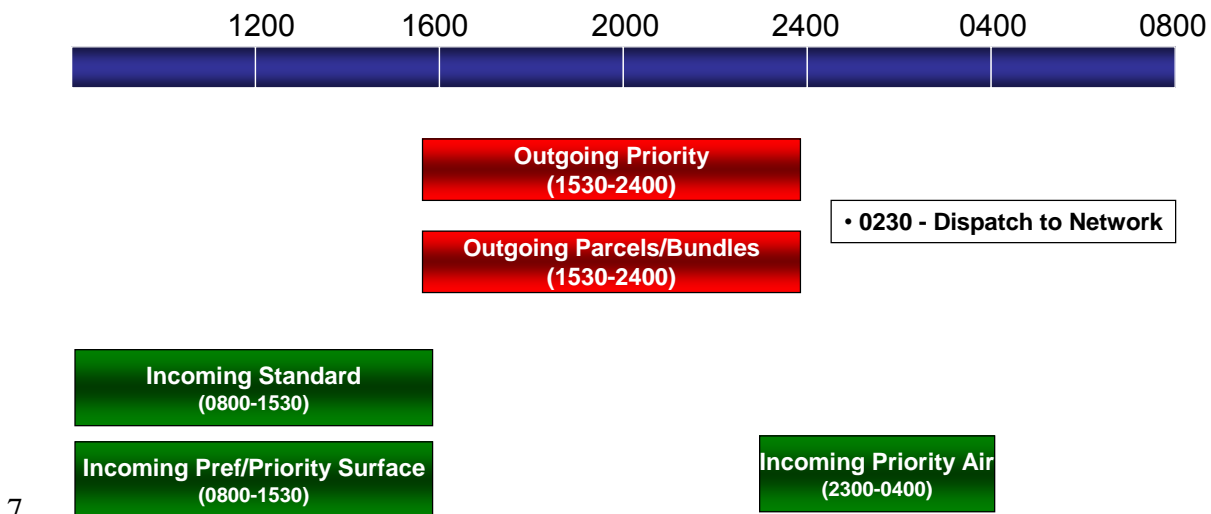 1200 1600 2000 2400 0400 0800
Outgoing Priority
(1530-2400)
• 0230 - Dispatch to Network
Outgoing Parcels/Bundles
(1530-2400)
Incoming Standard
(0800-1530)
Incoming Pref/Priority Surface
(0800-1530)
Incoming Priority Air
(2300-0400)
7